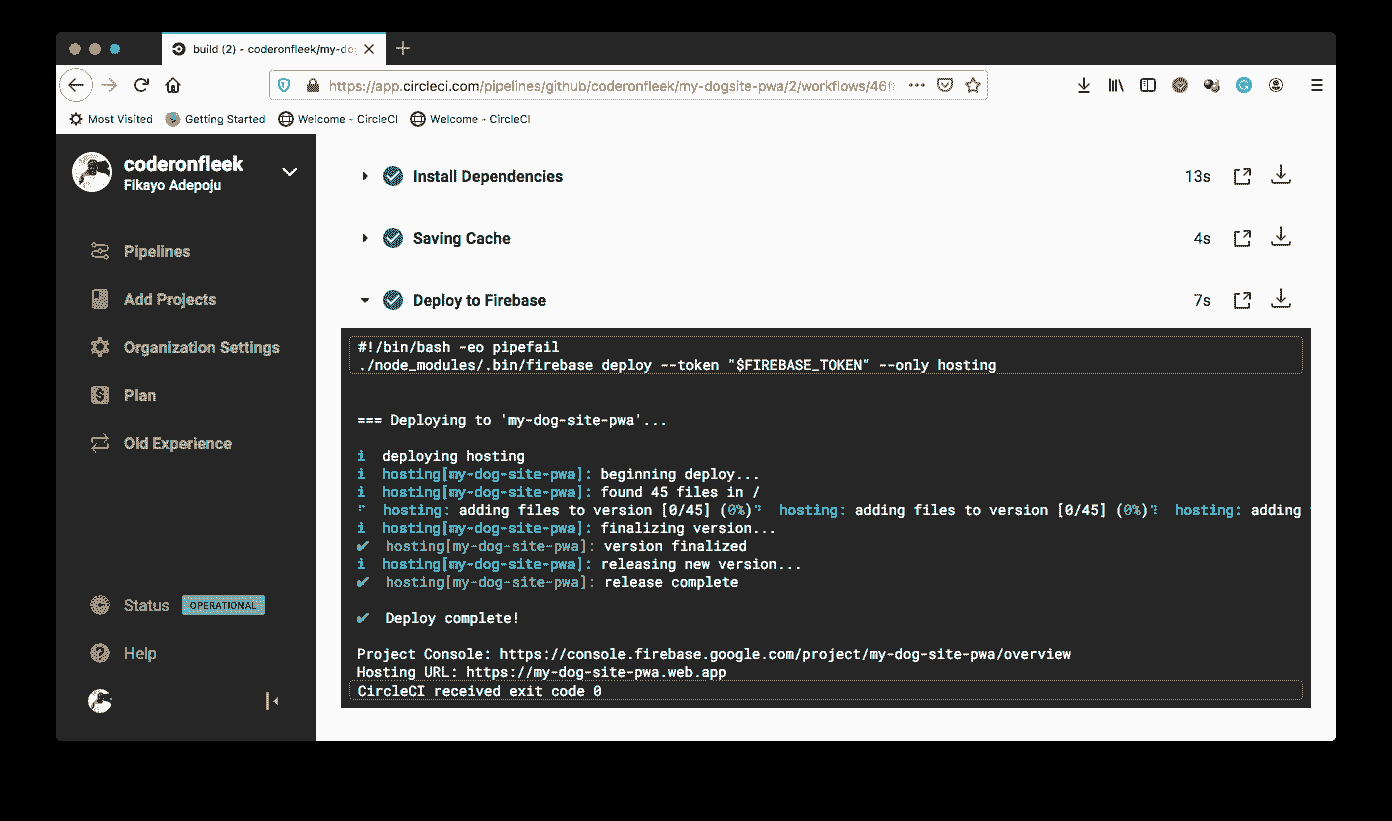 build (2) - coderonfleek/my-do
https://app.circleci.com/pipelines/github/coderonfleek/my-dogsite-pwa/2/workflows/46f
Most Visited Getting Started Welcome - CircleCI Welcome - CircleCI
coderonfleek
Fikayo Adepoju
Pipelines
Add Projects
Organization Settings
Plan
Old Experience
Status OPERATIONAL
Help
Install Dependencies 13s
Saving Cache 4s
Deploy to Firebase 7s
#!/bin/bash -eo pipefail
./node_modules/.bin/firebase deploy --token "$FIREBASE_TOKEN" --only hosting
=== Deploying to 'my-dog-site-pwa'...
i deploying hosting
i hosting[my-dog-site-pwa]: beginning deploy...
i hosting[my-dog-site-pwa]: found 45 files in /
hosting: adding files to version [0/45] (0%) hosting: adding files to version [0/45] (0%) hosting: adding
i hosting[my-dog-site-pwa]: finalizing version...
✔ hosting[my-dog-site-pwa]: version finalized
i hosting[my-dog-site-pwa]: releasing new version...
✔ hosting[my-dog-site-pwa]: release complete
✔ Deploy complete!
Project Console: https://console.firebase.google.com/project/my-dog-site-pwa/overview
Hosting URL: https://my-dog-site-pwa.web.app
CircleCI received exit code 0